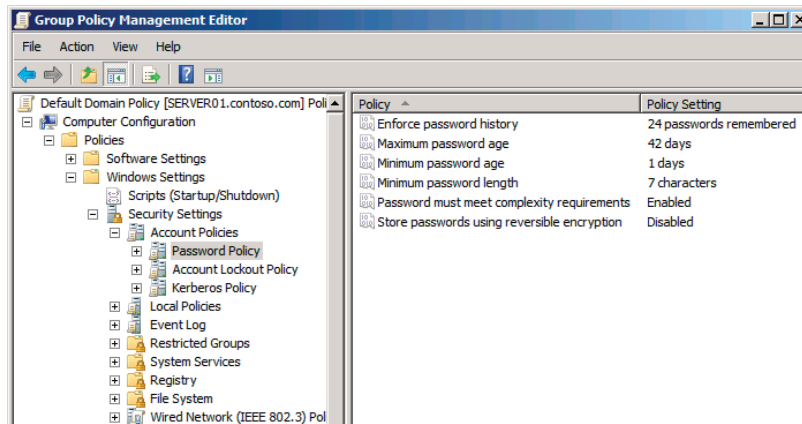 Group Policy Management Editor
File Action View Help
Default Domain Policy [SERVER01.contoso.com] Poli
Computer Configuration
Policies
Software Settings
Windows Settings
Scripts (Startup/Shutdown)
Security Settings
Account Policies
Password Policy
Account Lockout Policy
Kerberos Policy
Local Policies
Event Log
Restricted Groups
System Services
Registry
File System
Wired Network (IEEE 802.3) Pol
Policy Policy Setting
Enforce password history 24 passwords remembered
Maximum password age 42 days
Minimum password age 1 days
Minimum password length 7 characters
Password must meet complexity requirements Enabled
Store passwords using reversible encryption Disabled